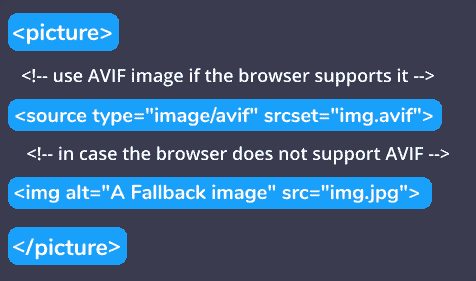 <picture>
<!-- use AVIF image if the browser supports it -->
<source type="image/avif" srcset="img.avif">
<!-- in case the browser does not support AVIF -->
<img alt="A Fallback image" src="img.jpg">
</picture>